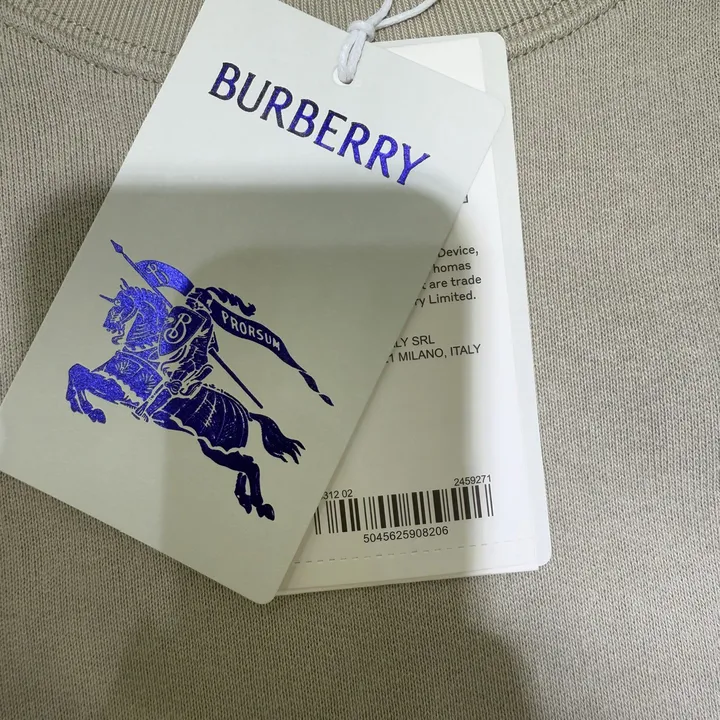 BURBERRY
B
PRORSUM
B
Device,
homas
are trade
ry Limited.
LY SRL
1 MILANO, ITALY
312 02
2459271
5045625908206